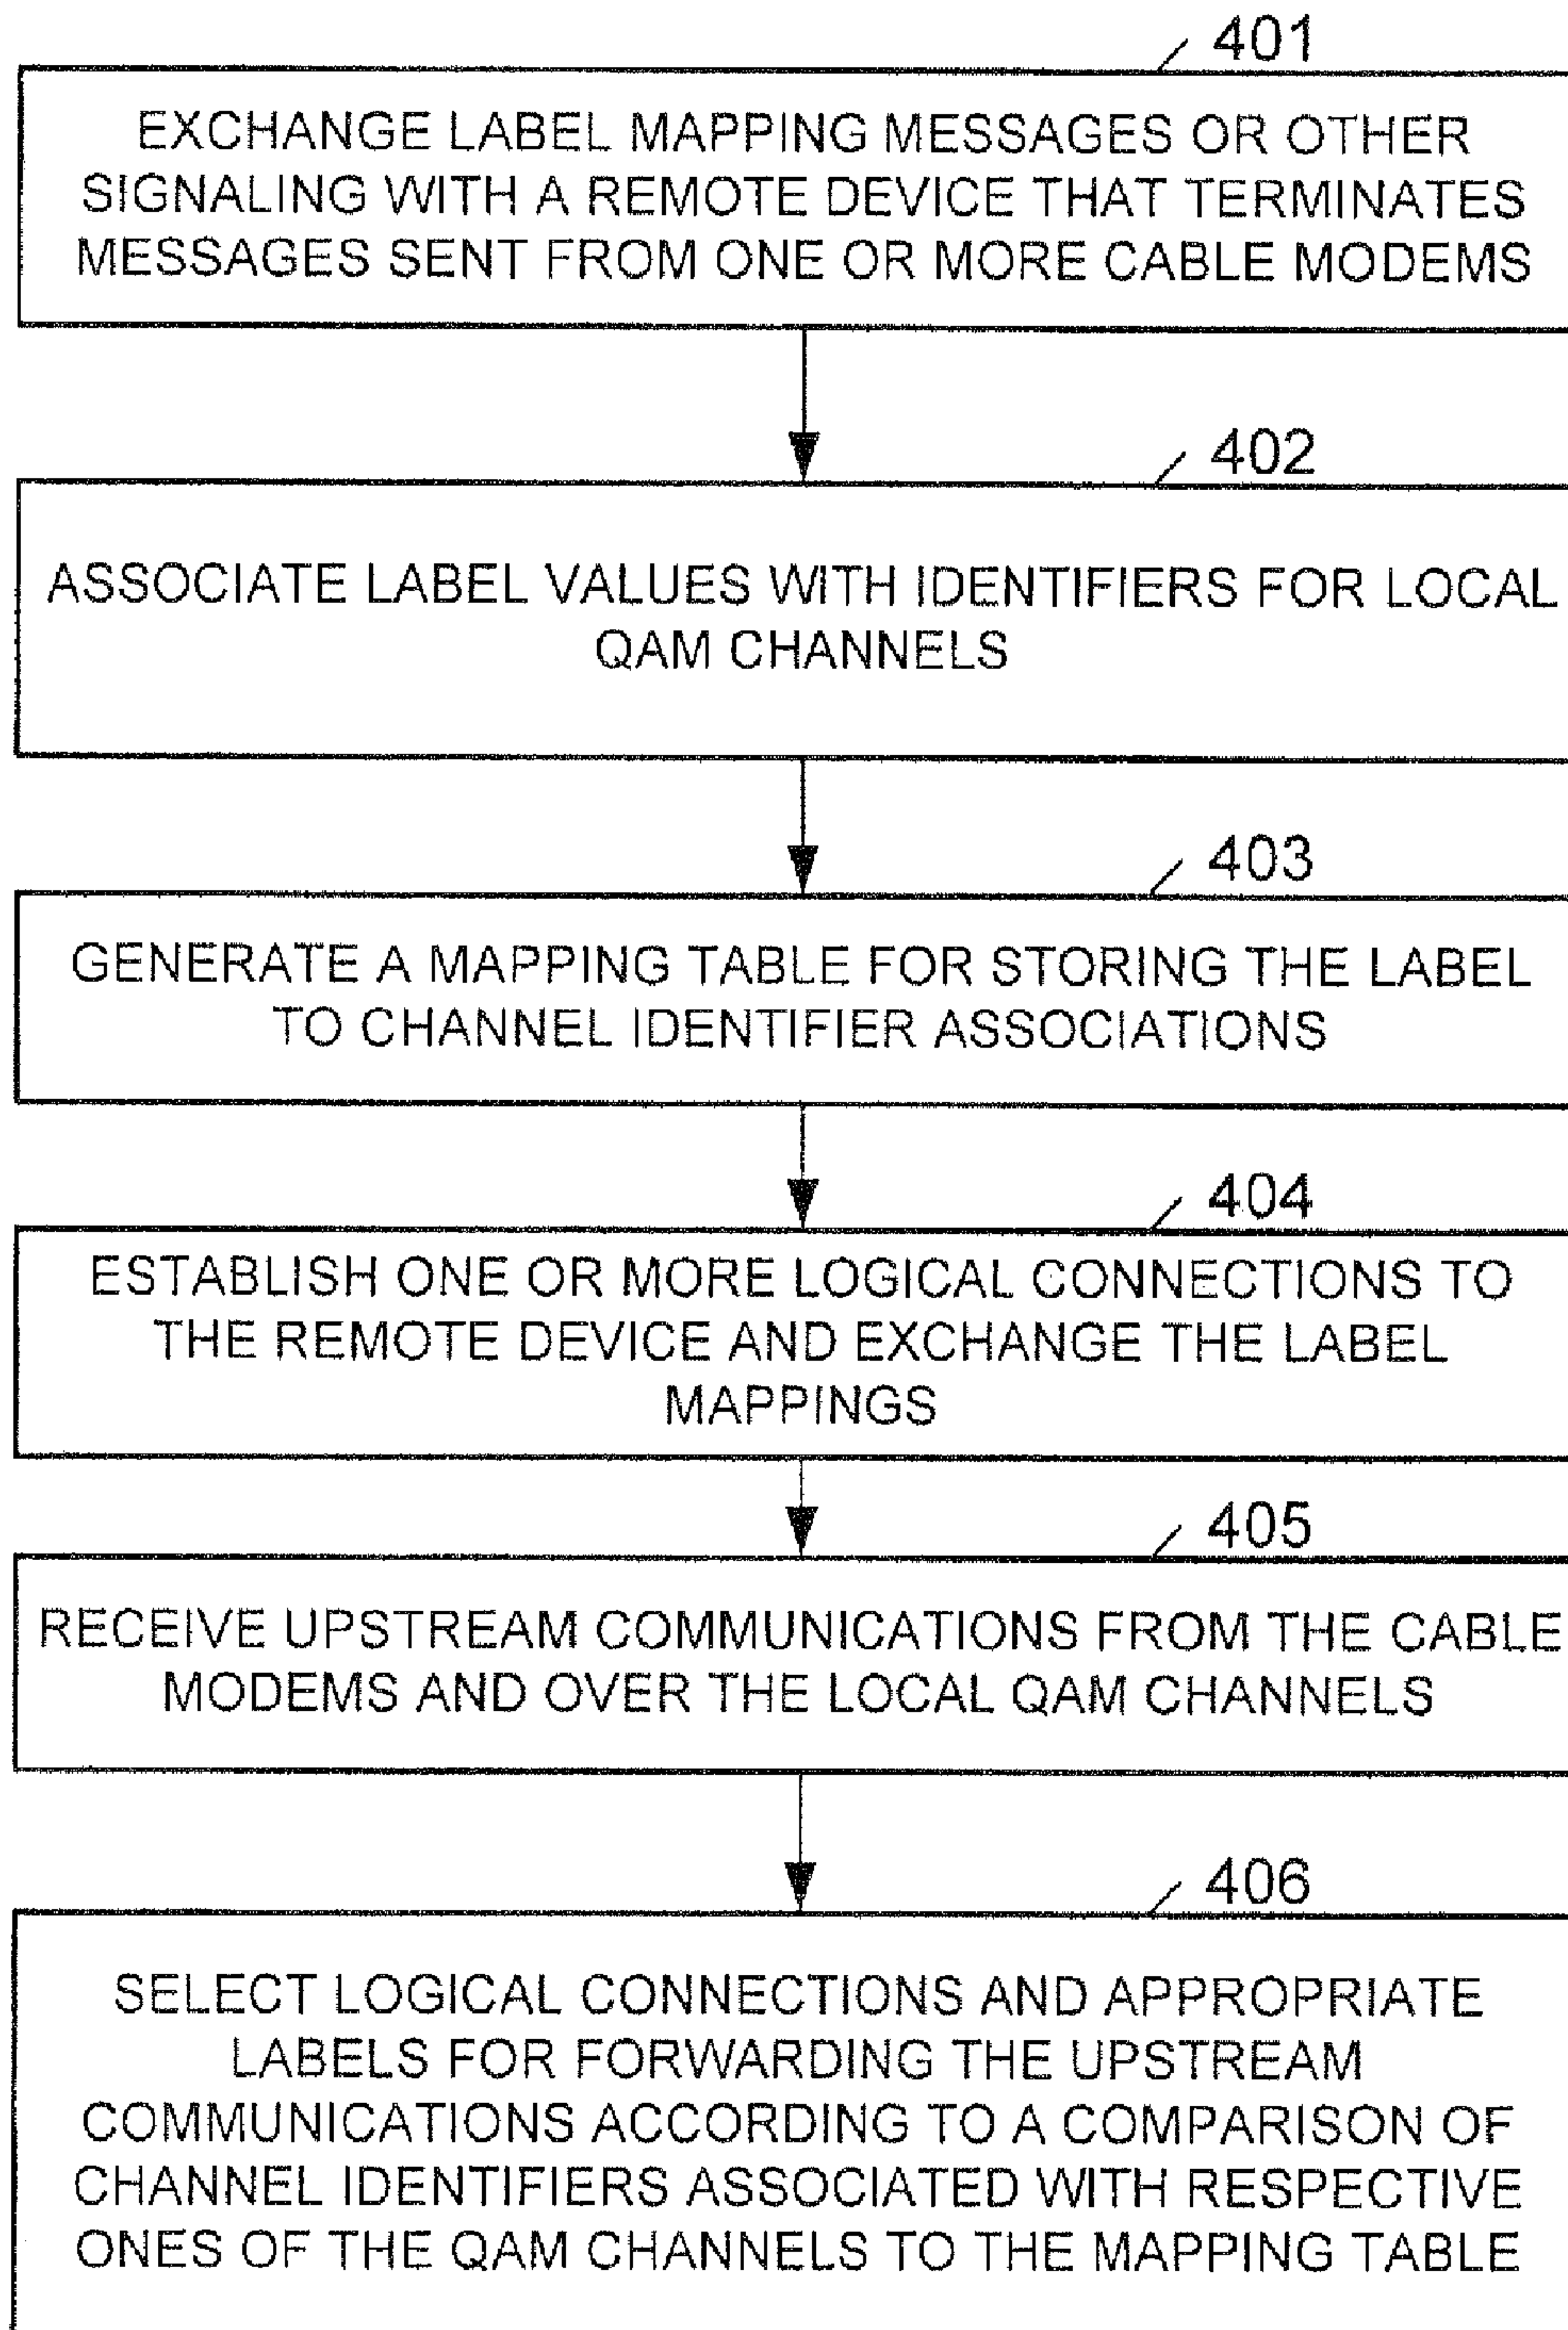 401
EXCHANGE LABEL MAPPING MESSAGES OR OTHER
SIGNALING WITH A REMOTE DEVICE THAT TERMINATES
MESSAGES SENT FROM ONE OR MORE CABLE MODEMS
402
ASSOCIATE LABEL VALUES WITH IDENTIFIERS FOR LOCAL
QAM CHANNELS
403
GENERATE A MAPPING TABLE FOR STORING THE LABEL
TO CHANNEL IDENTIFIER ASSOCIATIONS
404
ESTABLISH ONE OR MORE LOGICAL CONNECTIONS TO
THE REMOTE DEVICE AND EXCHANGE THE LABEL
MAPPINGS
405
RECEIVE UPSTREAM COMMUNICATIONS FROM THE CABLE
MODEMS AND OVER THE LOCAL QAM CHANNELS
406
SELECT LOGICAL CONNECTIONS AND APPROPRIATE
LABELS FOR FORWARDING THE UPSTREAM
COMMUNICATIONS ACCORDING TO A COMPARISON OF
CHANNEL IDENTIFIERS ASSOCIATED WITH RESPECTIVE
ONES OF THE QAM CHANNELS TO THE MAPPING TABLE